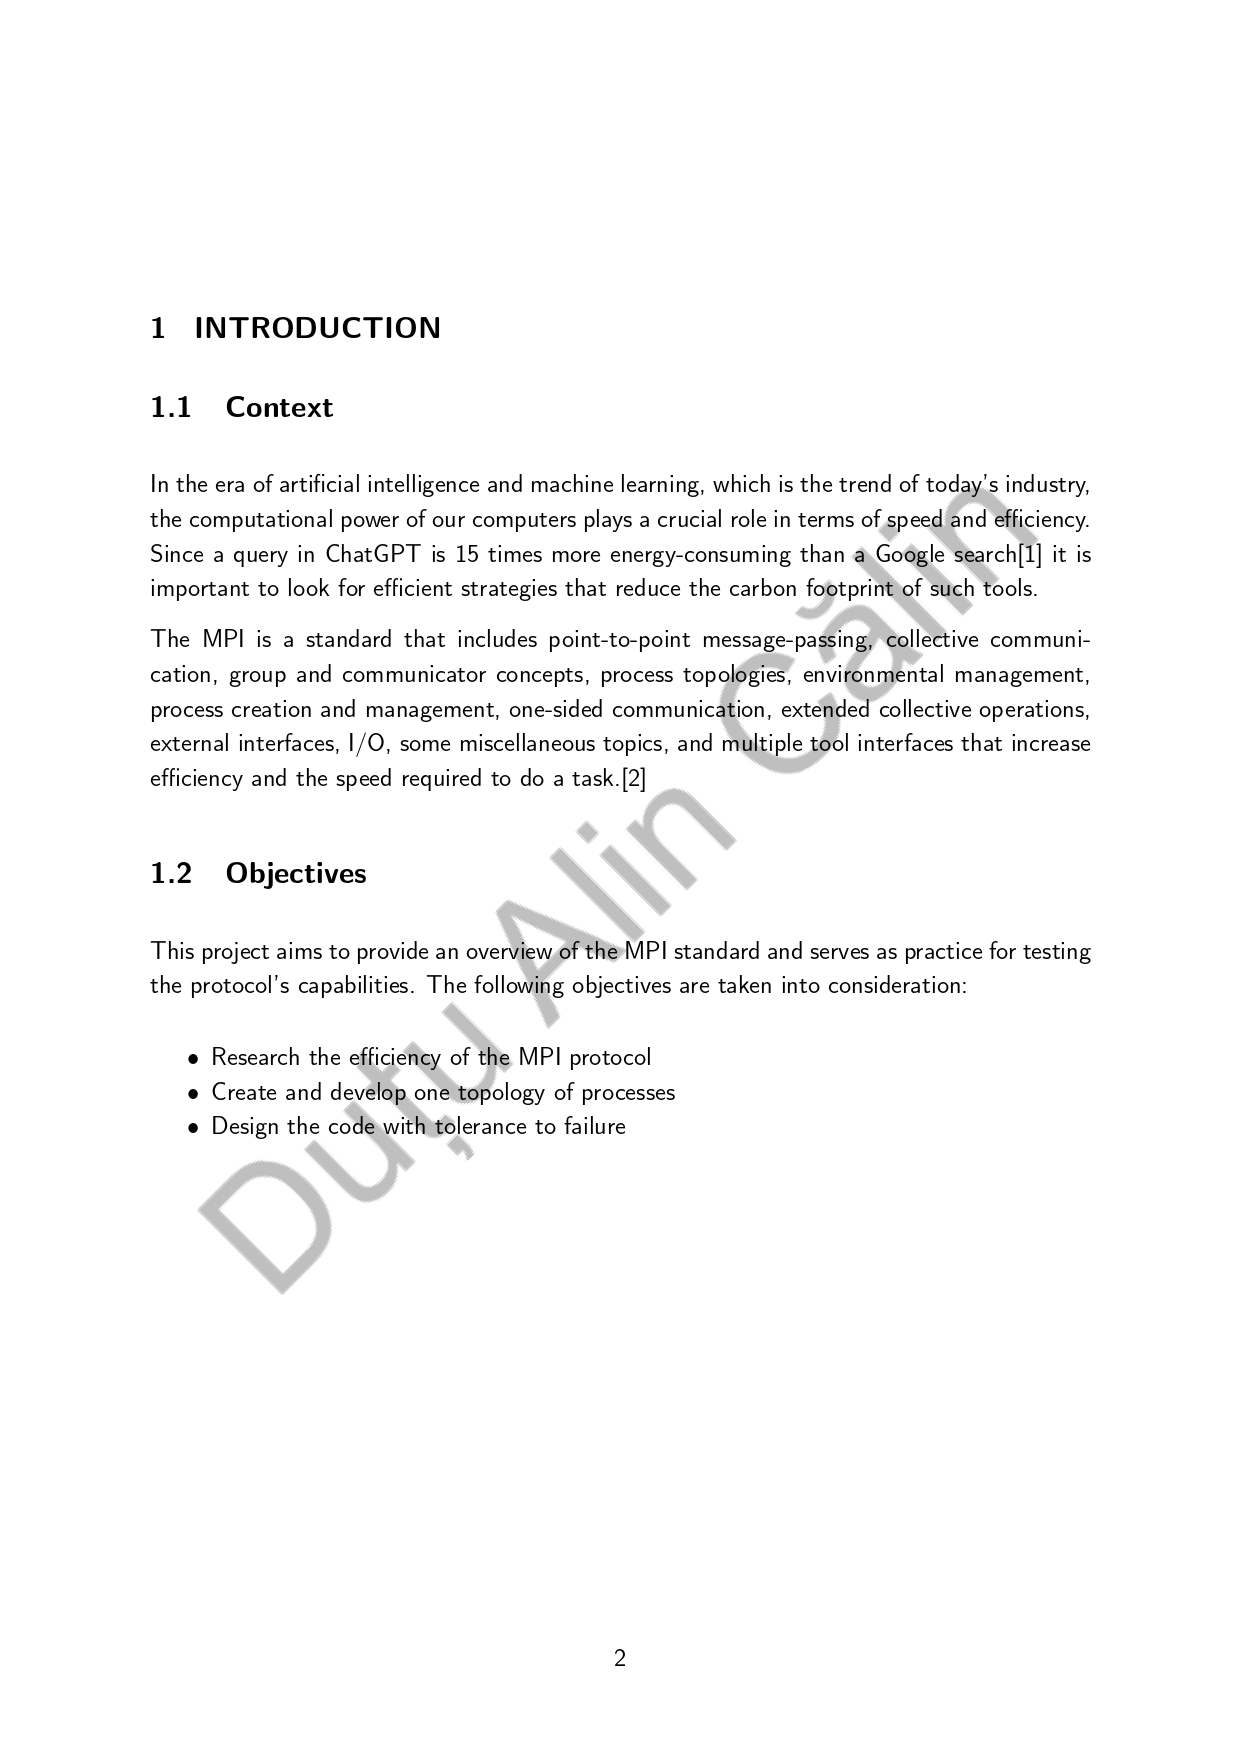 1 INTRODUCTION
1.1 Context
In the era of artificial intelligence and machine learning, which is the trend of today's industry,
the computational power of our computers plays a crucial role in terms of speed and efficiency.
Since a query in ChatGPT is 15 times more energy-consuming than a Google search[1] it is
important to look for efficient strategies that reduce the carbon footprint of such tools.
The MPI is a standard that includes point-to-point message-passing, collective communi-
cation, group and communicator concepts, process topologies, environmental management,
process creation and management, one-sided communication, extended collective operations,
external interfaces, I/O, some miscellaneous topics, and multiple tool interfaces that increase
efficiency and the speed required to do a task.[2]
1.2 Objectives
This project aims to provide an overview of the MPI standard and serves as practice for testing
the protocol's capabilities. The following objectives are taken into consideration:
• Research the efficiency of the MPI protocol
• Create and develop one topology of processes
• Design the code with tolerance to failure
Duțu Alin Călin
2